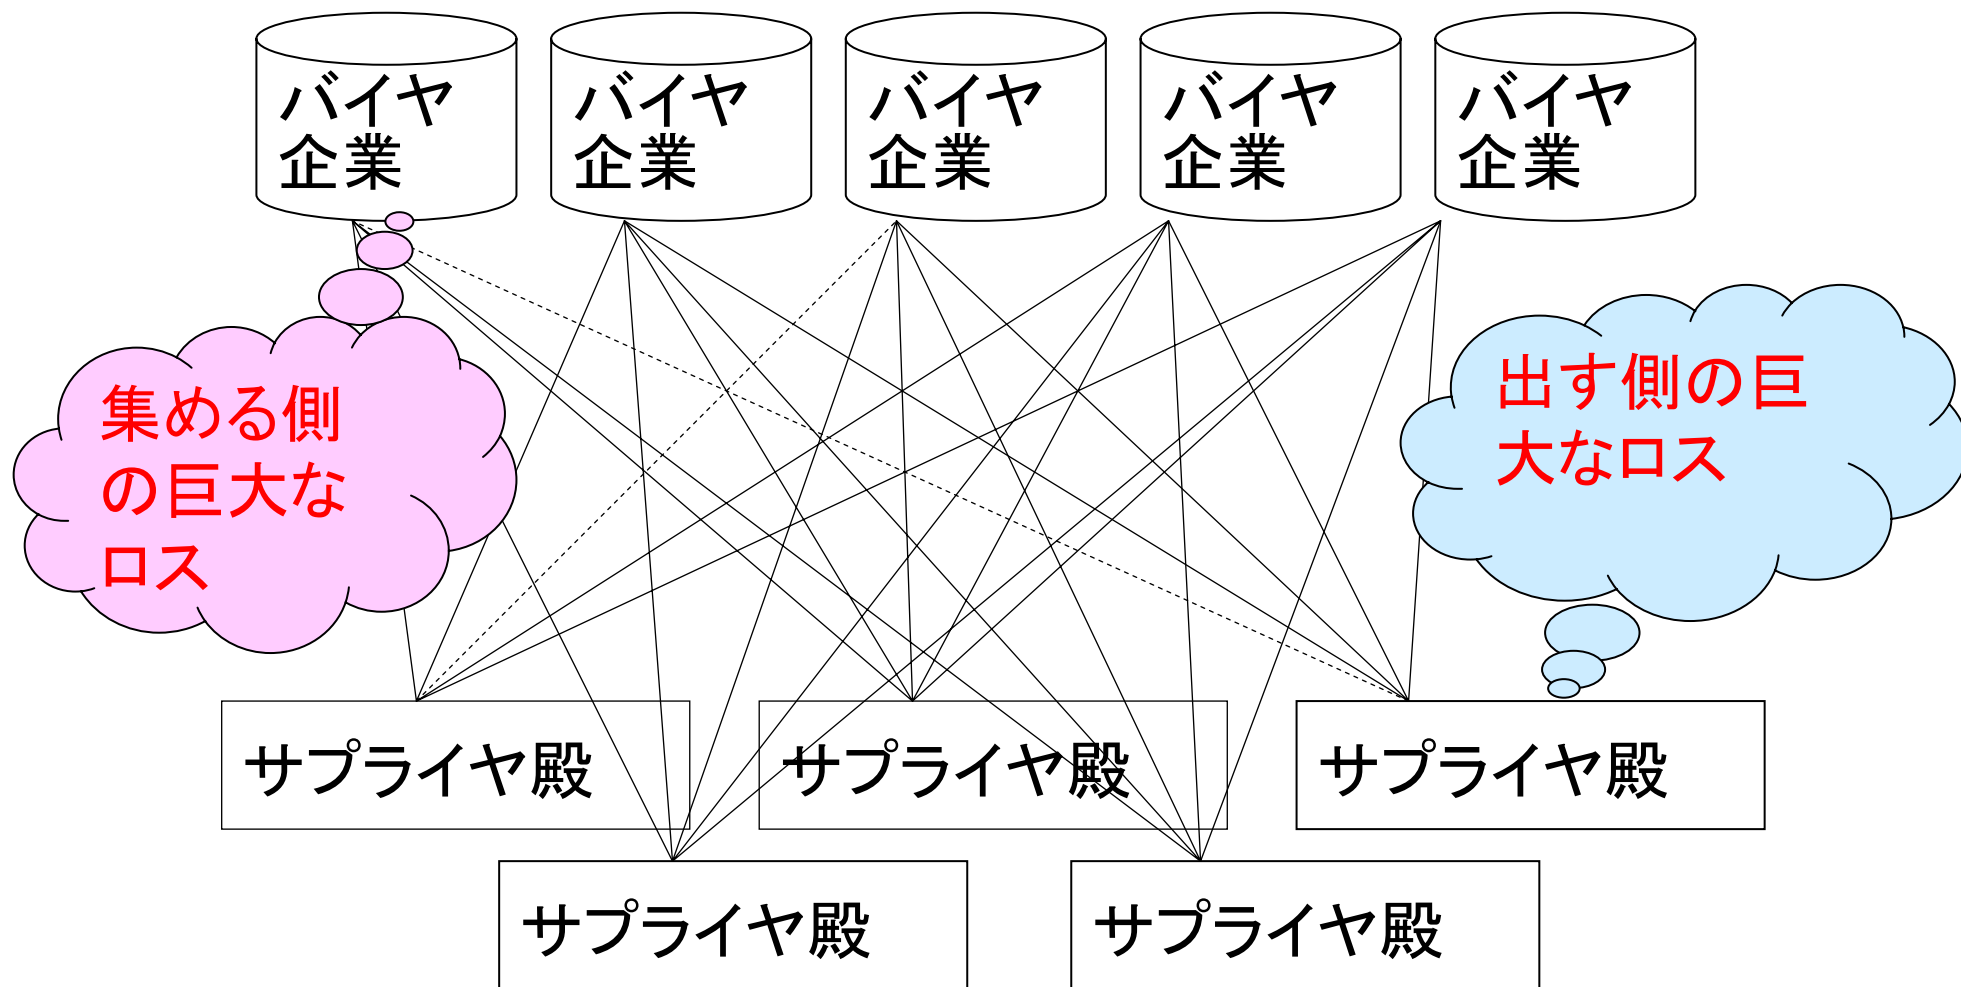 バイヤ
企業
バイヤ
企業
バイヤ
企業
バイヤ
企業
バイヤ
企業
集める側
の巨大な
ロス
出す側の巨
大なロス
サプライヤ殿
サプライヤ殿
サプライヤ殿
サプライヤ殿
サプライヤ殿